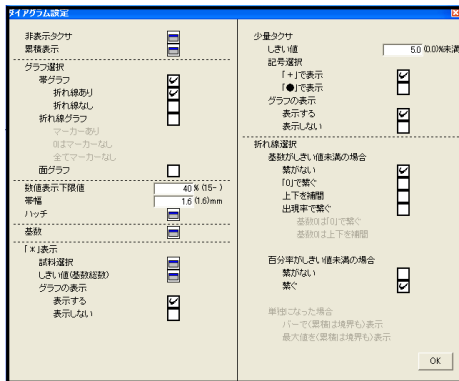 ダイアグラム設定
非表示タクサ
累積表示
グラフ選択
帯グラフ
折れ線あり
折れ線なし
折れ線グラフ
マーカーあり
0はマーカーなし
全てマーカーなし
面グラフ
数値表示下限値 40 % (15- )
帯幅 1.6 (1.6)mm
ハッチ
基数
「＊」表示
試料選択
しきい値(基数総数)
グラフの表示
表示する
表示しない
少量タクサ
しきい値 5.0 (0.0)%未満
記号選択
「＋」で表示
「●」で表示
グラフの表示
表示する
表示しない
折れ線選択
基数がしきい値未満の場合
繋がない
「0」で繋ぐ
上下を補間
出現率で繋ぐ
基数0は「0」で繋ぐ
基数0は上下を補間
百分率がしきい値未満の場合
繋がない
繋ぐ
単独になった場合
バーで(累積は境界も)表示
最大値を(累積は境界も)表示
OK